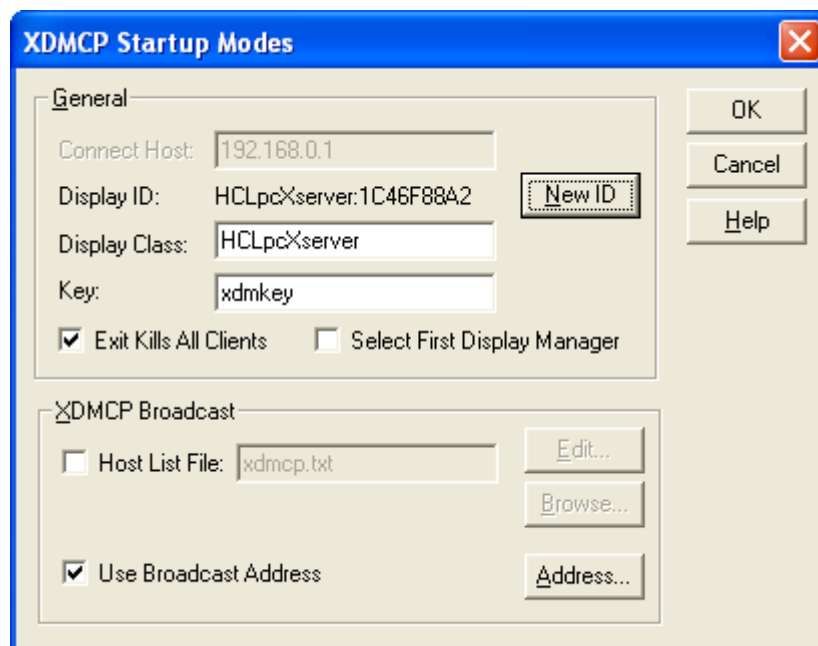 XDMCP Startup Modes
General
Connect Host: 192.168.0.1
Display ID: HCLpcXserver:1C46F88A2
New ID
Display Class: HCLpcXserver
Key: xdmkey
Exit Kills All Clients Select First Display Manager
OK
Cancel
Help
XDMCP Broadcast
Host List File: xdmcp.txt
Edit...
Browse...
Use Broadcast Address
Address...